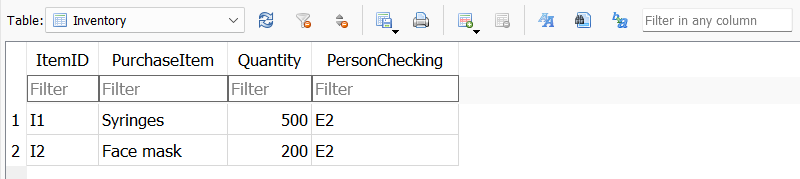 Table: Inventory Filter in any column
ItemID PurchaseItem Quantity PersonChecking
Filter Filter Filter Filter
1 I1 Syringes 500 E2
2 I2 Face mask 200 E2